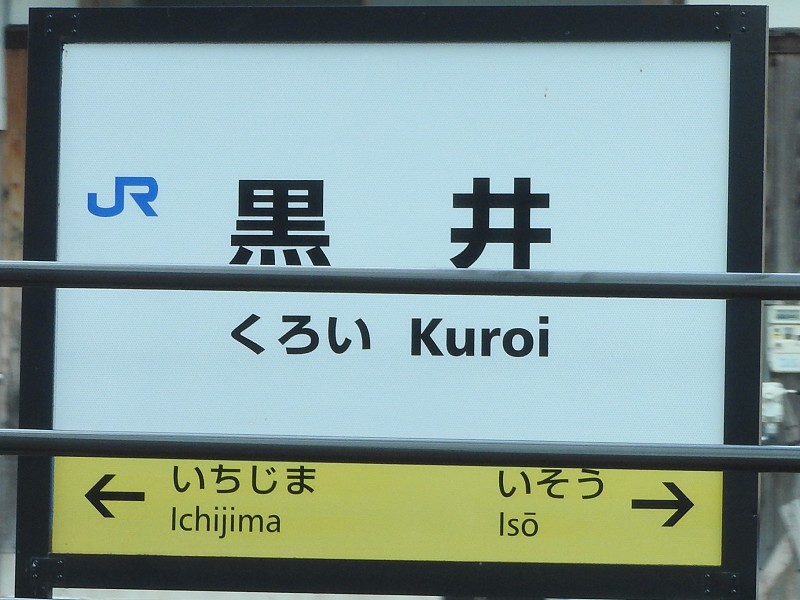 JR 黒井
くろい Kuroi
← いちじま いそう →
Ichijima Isō